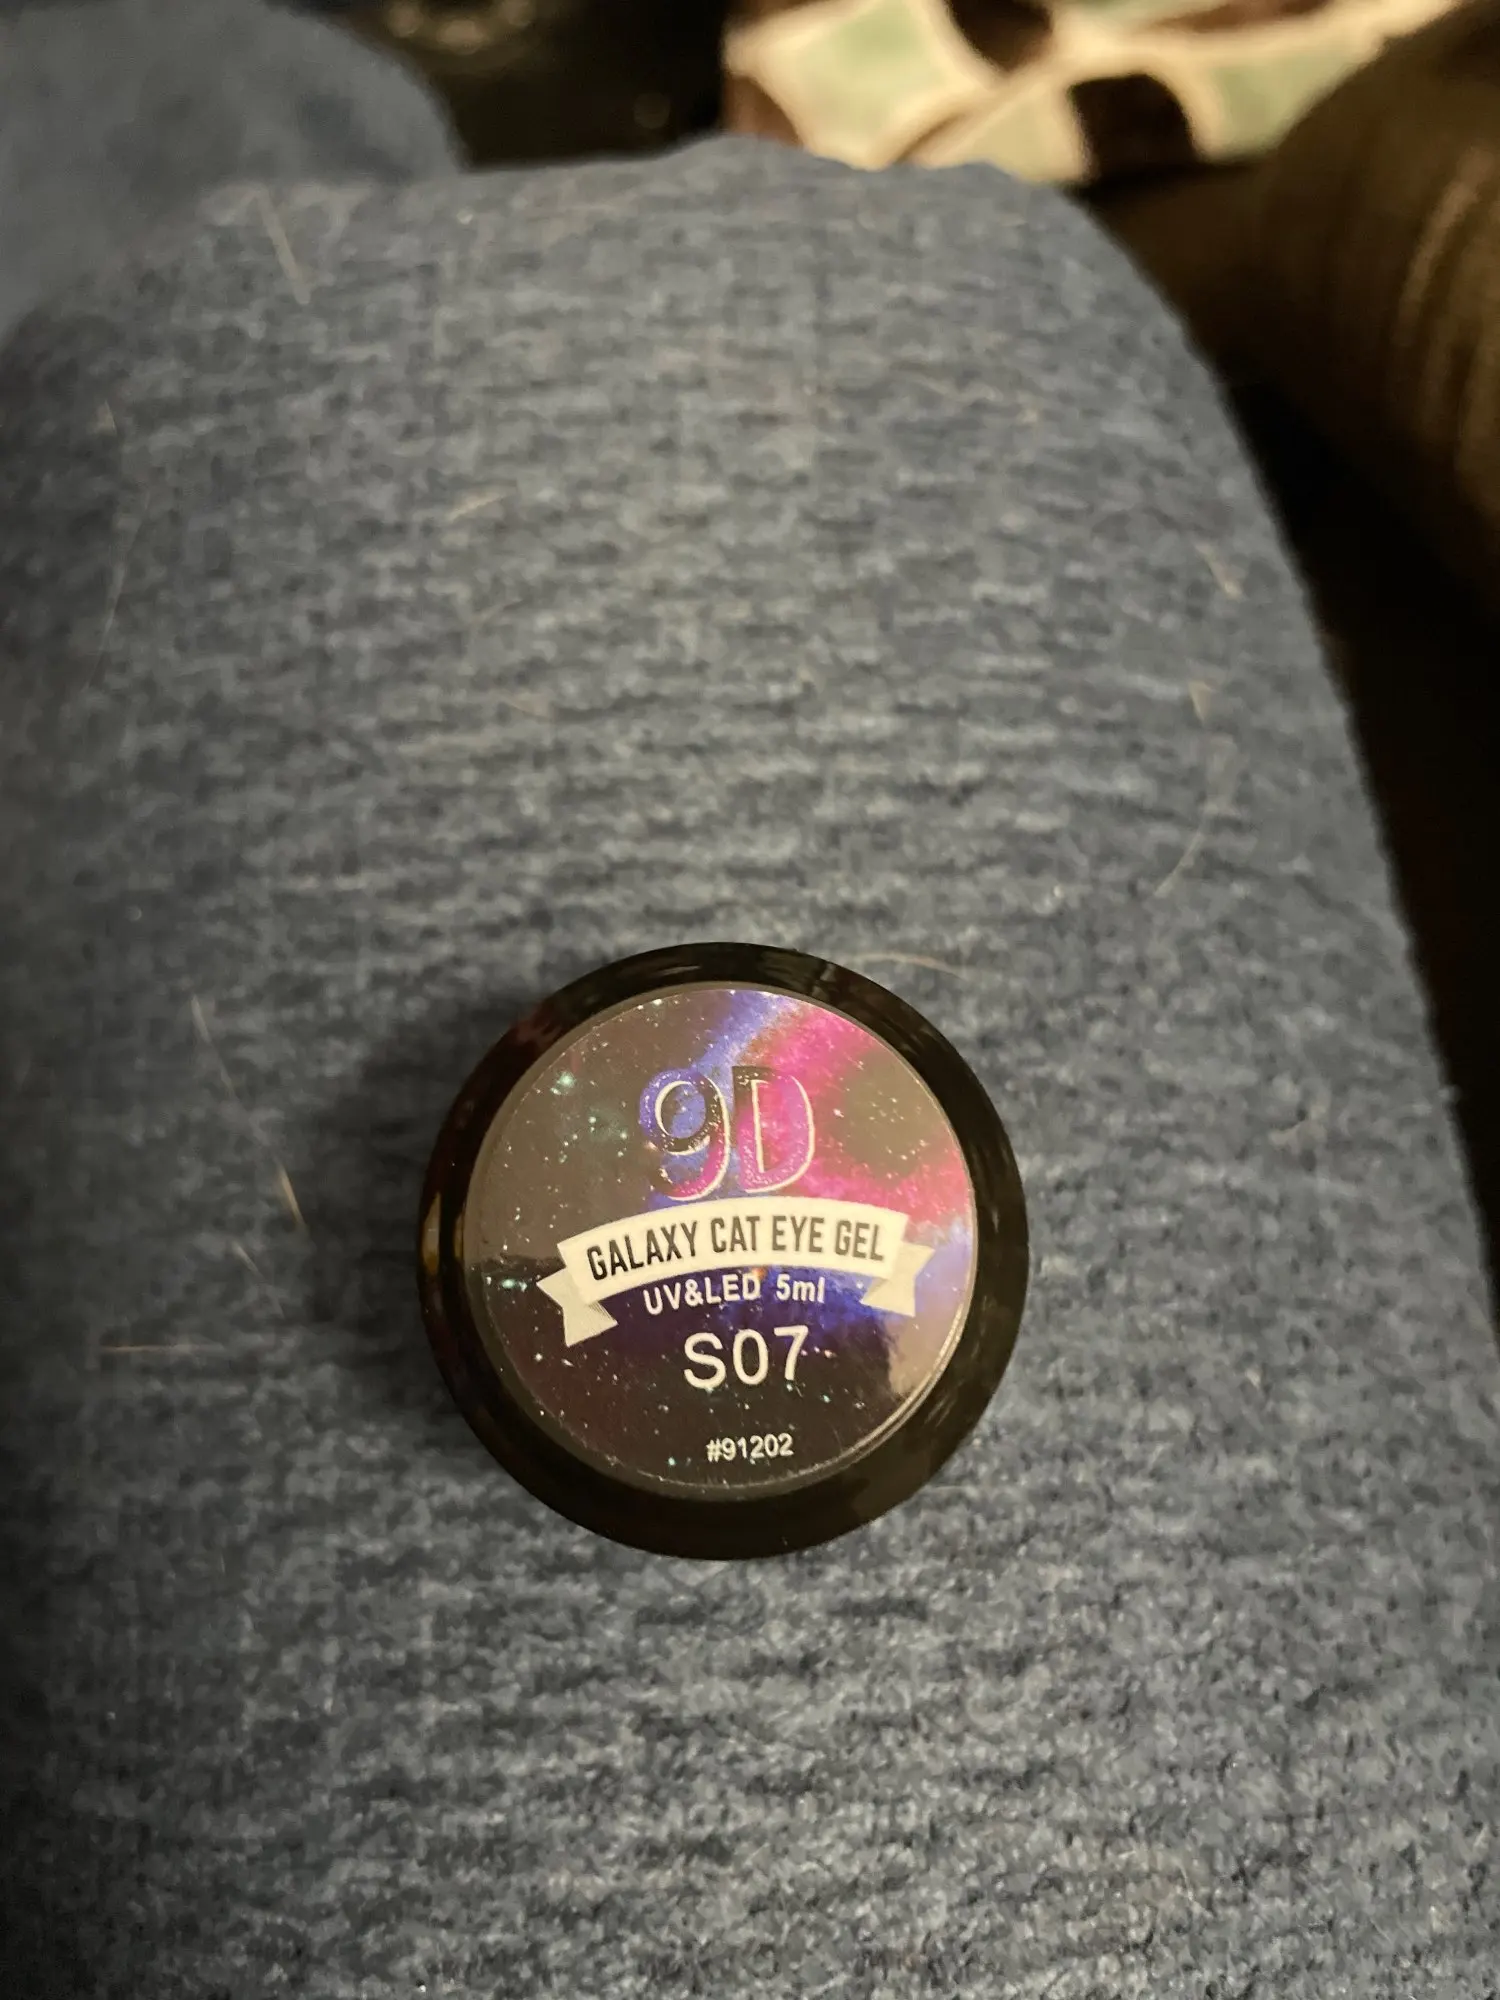 9D
GALAXY CAT EYE GEL
UV&LED 5ml
S07
#91202